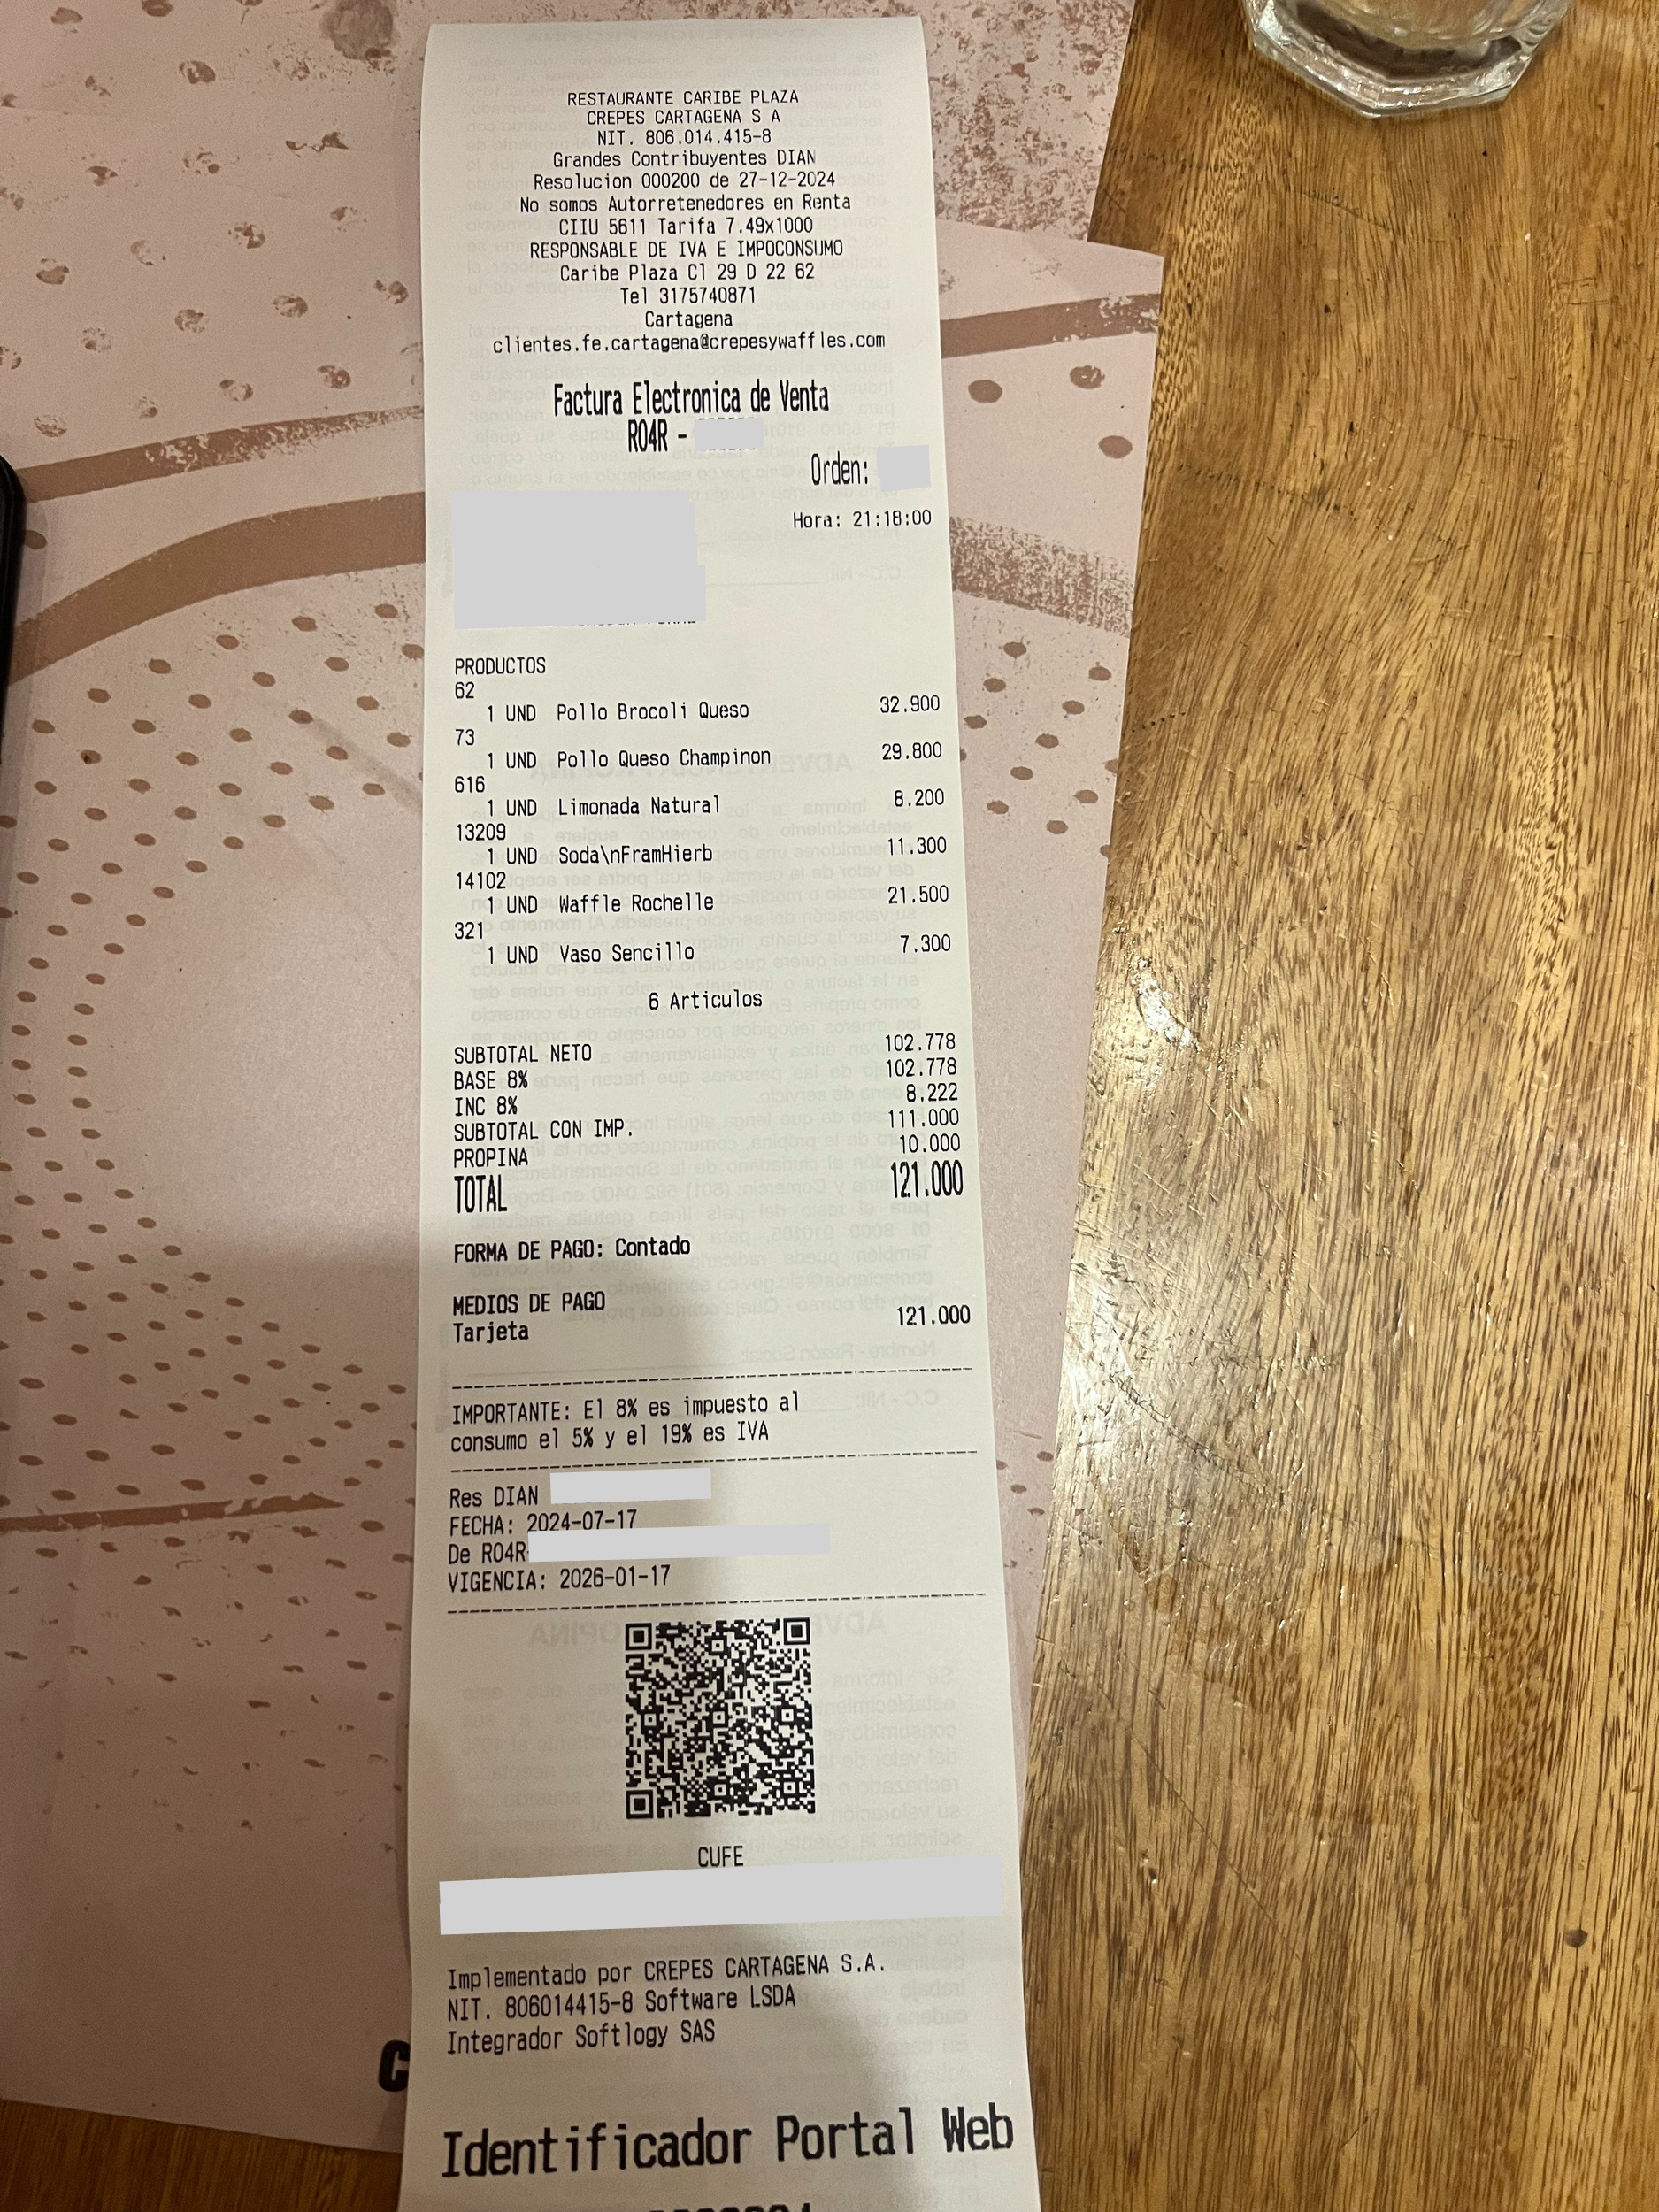 RESTAURANTE CARIBE PLAZA
CREPES CARTAGENA S A
NIT. 806.014.415-8
Grandes Contribuyentes DIAN
Resolucion 000200 de 27-12-2024
No somos Autorretenedores en Renta
CIIU 5611 Tarifa 7.49x1000
RESPONSABLE DE IVA E IMPOCONSUMO
Caribe Plaza Cl 29 D 22 62
Tel 3175740871
Cartagena
clientes.fe.cartagena@crepesywaffles.com
Factura Electronica de Venta
RO4R -
Orden:
Hora: 21:18:00
PRODUCTOS
62
1 UND Pollo Brocoli Queso 32.900
73
1 UND Pollo Queso Champinon 29.800
616
1 UND Limonada Natural 8.200
13209
1 UND Soda\nFramHierb 11.300
14102
1 UND Waffle Rochelle 21.500
321
1 UND Vaso Sencillo 7.300
6 Articulos
SUBTOTAL NETO 102.778
BASE 8% 102.778
INC 8% 8.222
SUBTOTAL CON IMP. 111.000
PROPINA 10.000
TOTAL 121.000
FORMA DE PAGO: Contado
MEDIOS DE PAGO
Tarjeta 121.000
IMPORTANTE: El 8% es impuesto al
consumo el 5% y el 19% es IVA
Res DIAN
FECHA: 2024-07-17
De RO4R-
VIGENCIA: 2026-01-17
CUFE
Implementado por CREPES CARTAGENA S.A.
NIT. 806014415-8 Software LSDA
Integrador Softlogy SAS
Identificador Portal Web
C